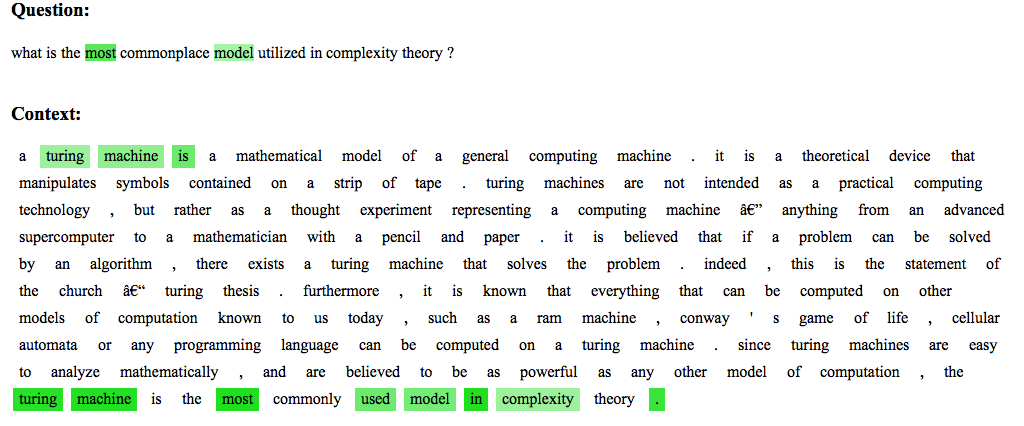 Question:
what is the most commonplace model utilized in complexity theory ?
Context:
a turing machine is a mathematical model of a general computing machine . it is a theoretical device that
manipulates symbols contained on a strip of tape . turing machines are not intended as a practical computing
technology , but rather as a thought experiment representing a computing machine â€” anything from an advanced
supercomputer to a mathematician with a pencil and paper . it is believed that if a problem can be solved
by an algorithm , there exists a turing machine that solves the problem . indeed , this is the statement of
the church â€“ turing thesis . furthermore , it is known that everything that can be computed on other
models of computation known to us today , such as a ram machine , conway ' s game of life , cellular
automata or any programming language can be computed on a turing machine . since turing machines are easy
to analyze mathematically , and are believed to be as powerful as any other model of computation , the
turing machine is the most commonly used model in complexity theory .